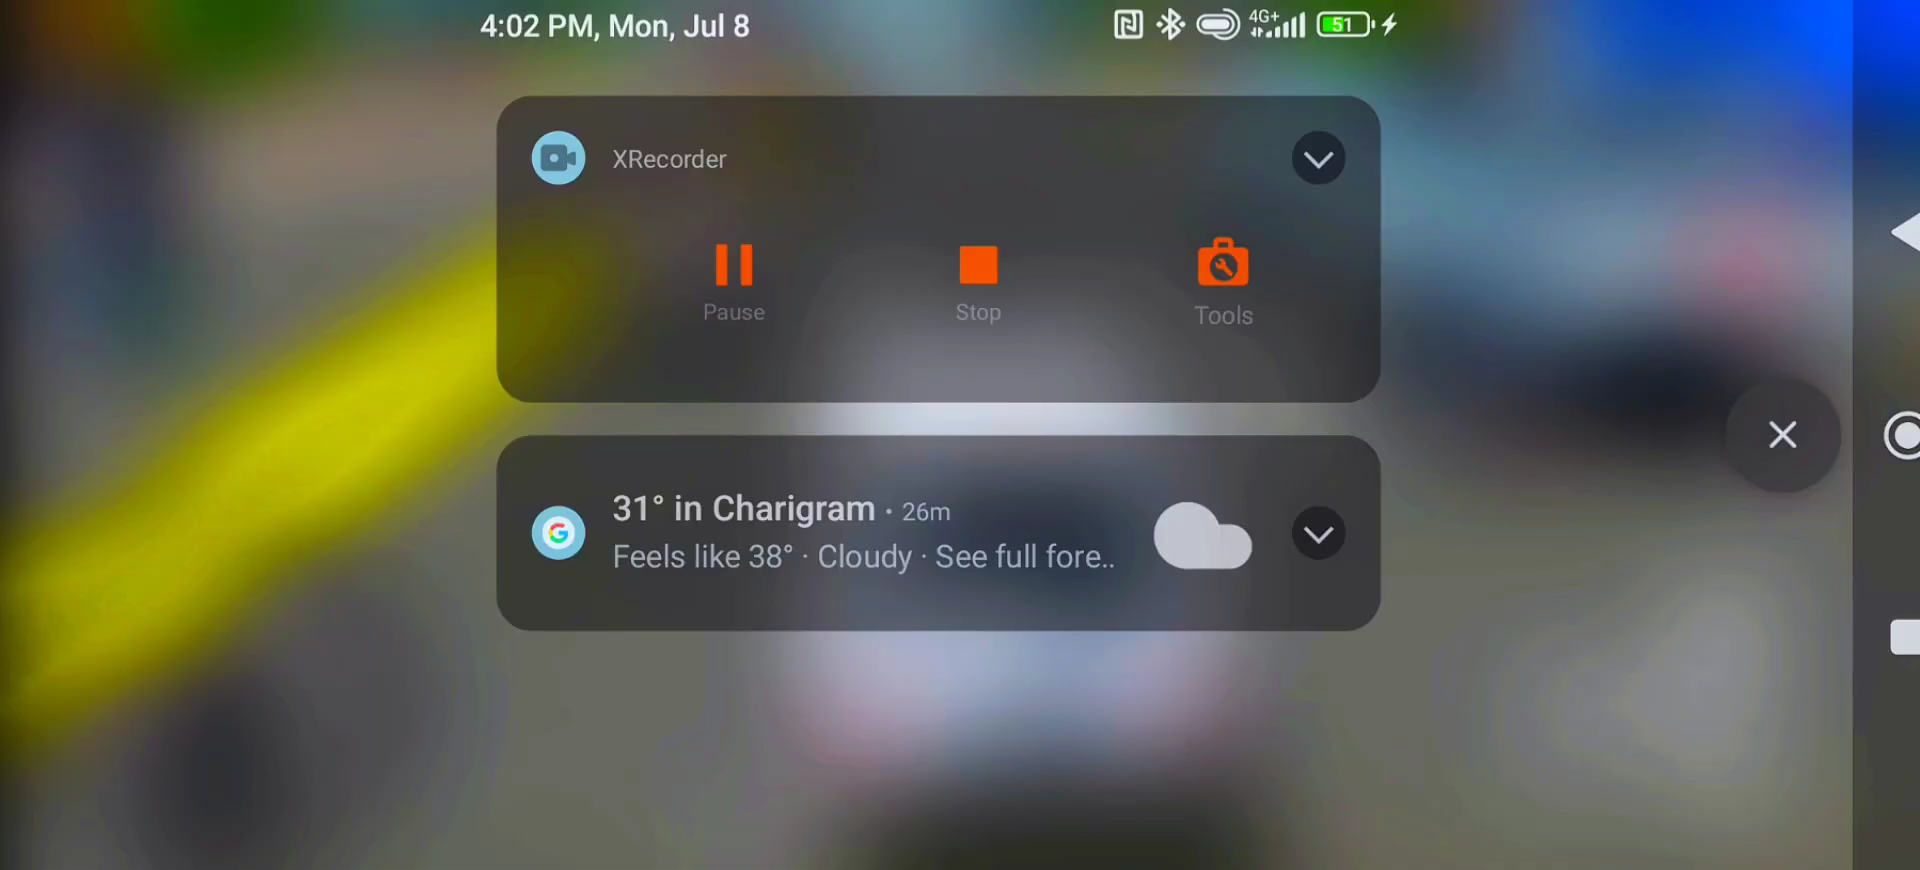 4:02 PM, Mon, Jul 8
4G+
51
XRecorder
Pause
Stop
Tools
31° in Charigram · 26m
Feels like 38° · Cloudy · See full fore..